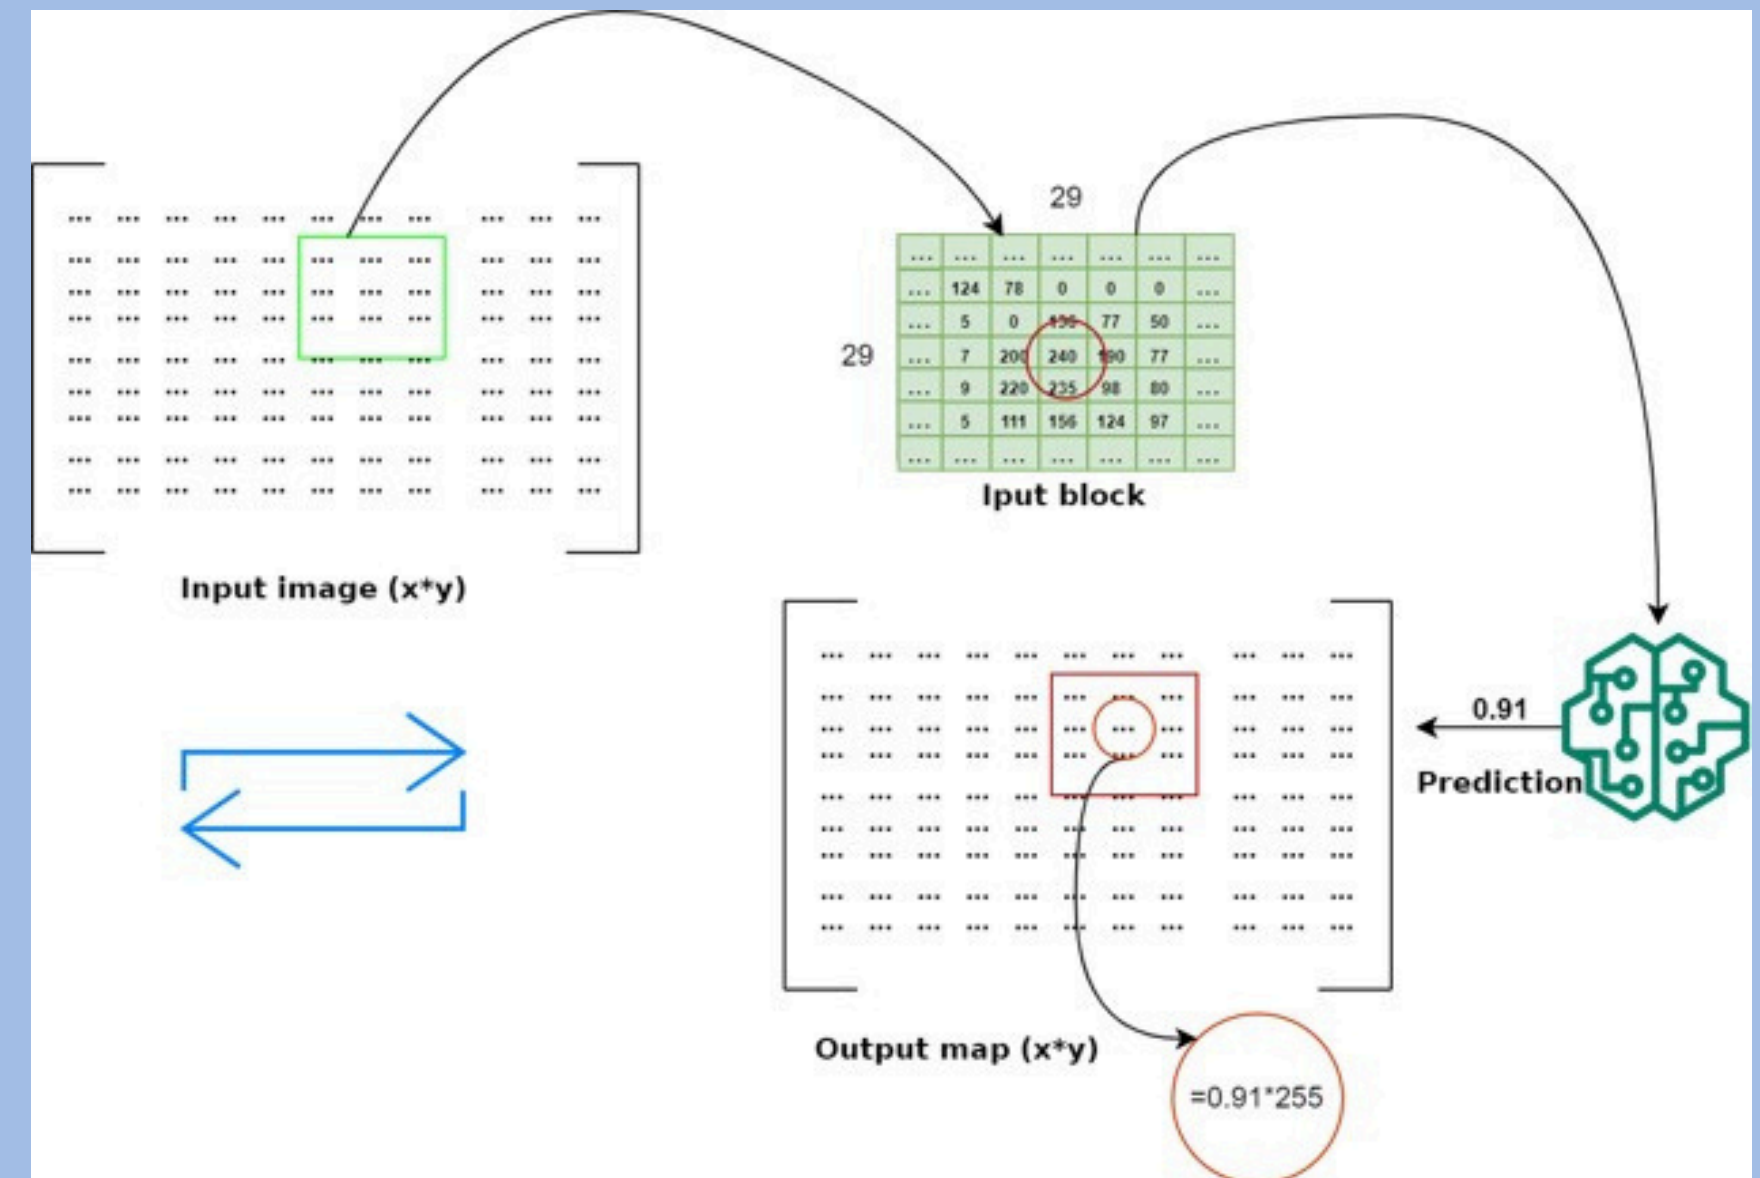 29
29
... ... ... ... ... ... ...
... 124 78 0 0 0 ...
... 5 0 77 50 ...
... 7 200 240 190 77 ...
... 9 220 235 98 80 ...
... 5 111 156 124 97 ...
... ... ... ... ... ... ...
Iput block
Input image (x*y)
0.91
Prediction
Output map (x*y)
=0.91*255